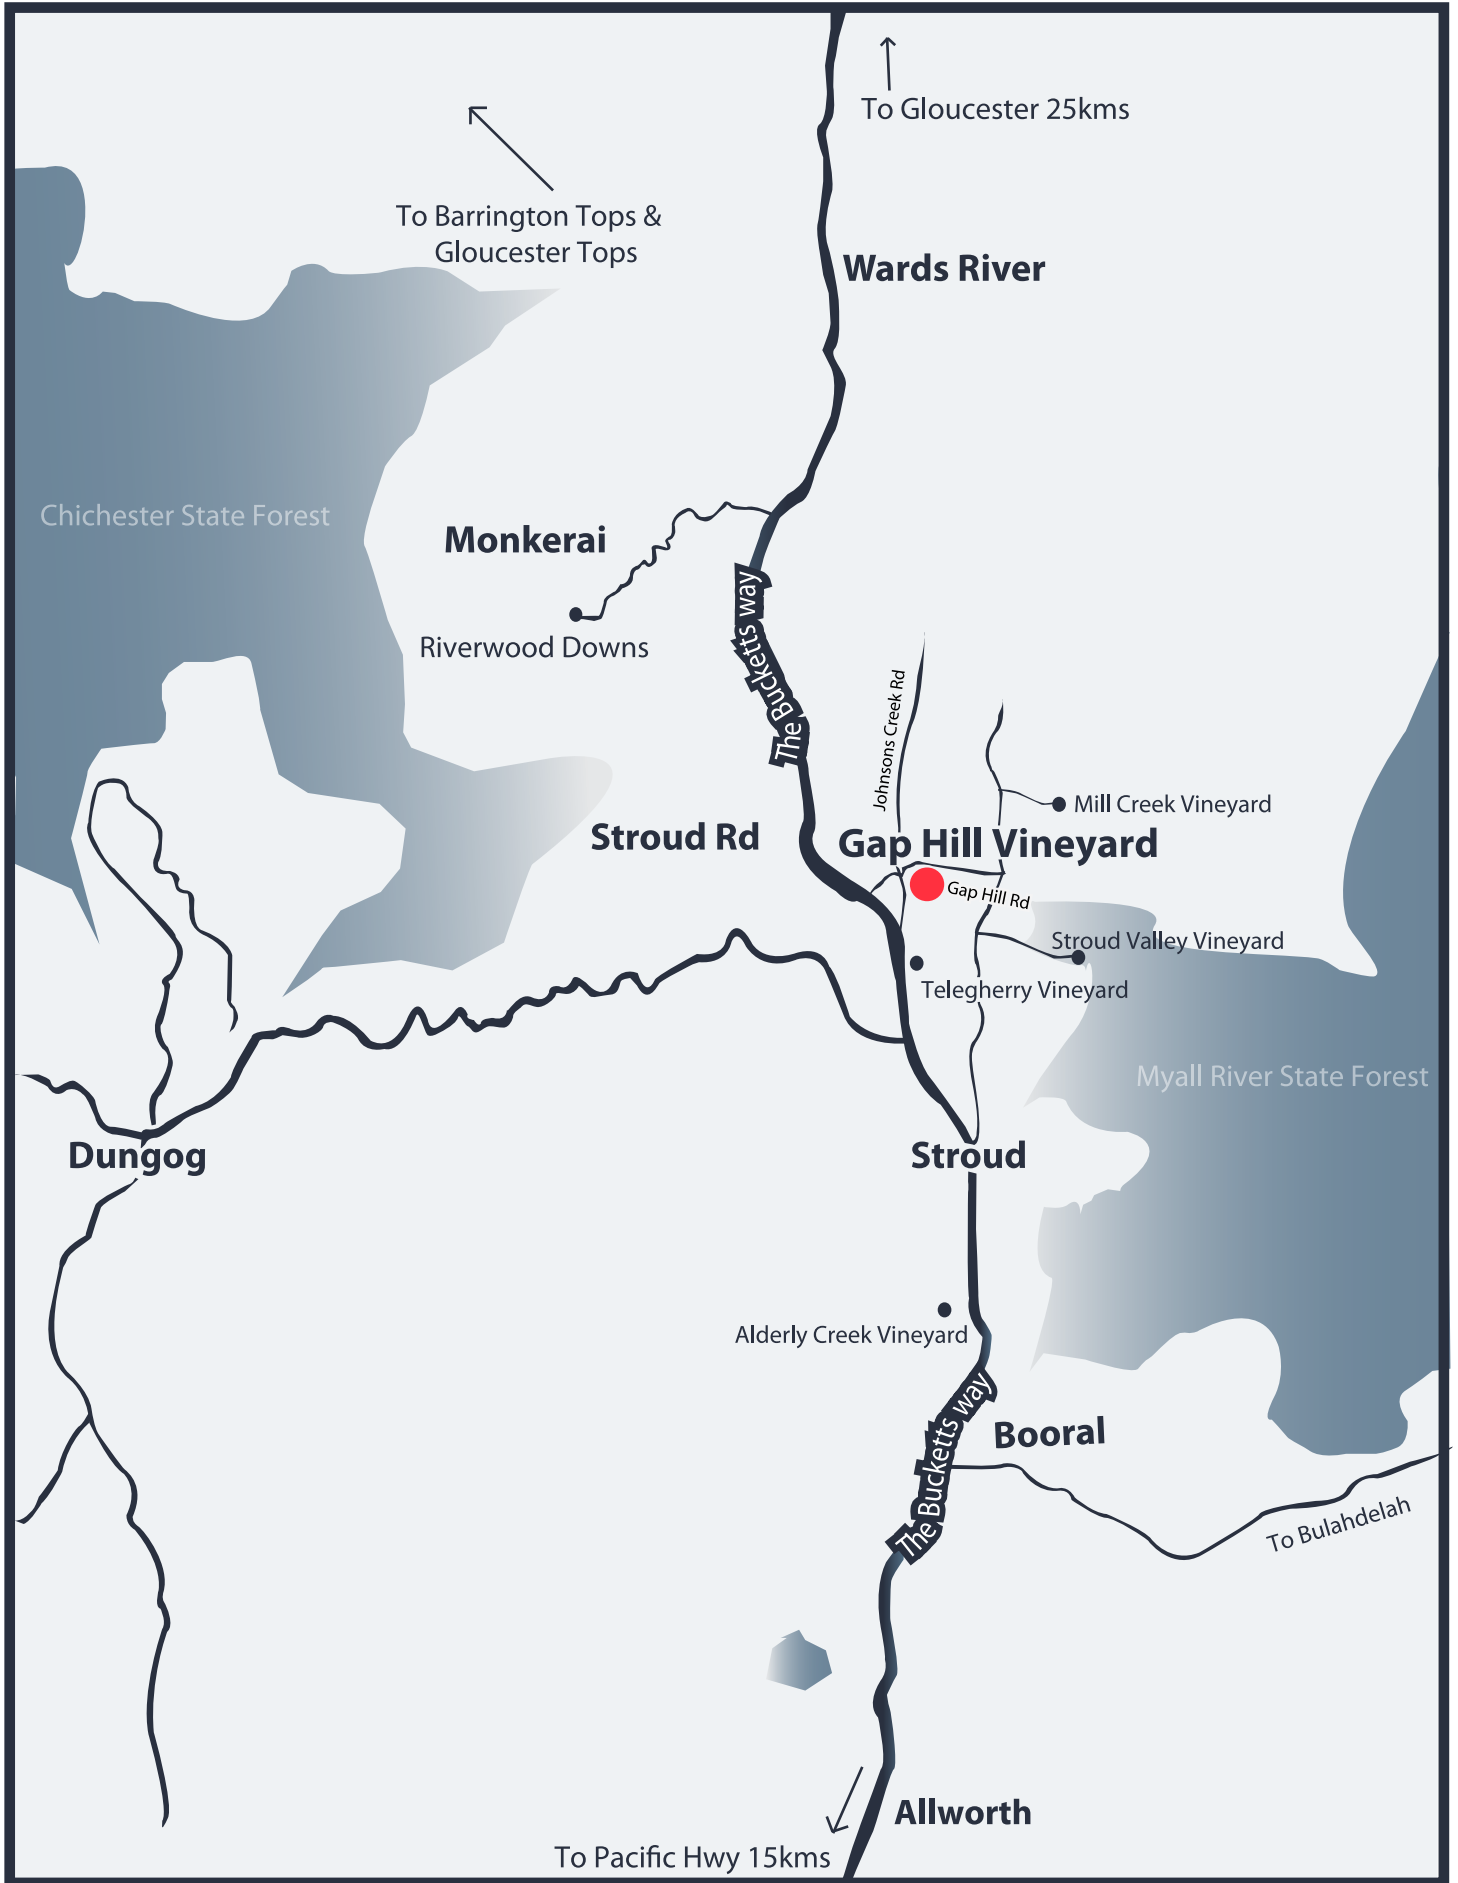 To Gloucester 25kms
To Barrington Tops &
Gloucester Tops
Wards River
Chichester State Forest
Monkerai
The Bucketts way
Riverwood Downs
Johnsons Creek Rd
Mill Creek Vineyard
Stroud Rd
Gap Hill Vineyard
Gap Hill Rd
Stroud Valley Vineyard
Telegherry Vineyard
Myall River State Forest
Dungog
Stroud
Alderly Creek Vineyard
The Bucketts way
Booral
To Bulahdelah
Allworth
To Pacific Hwy 15kms